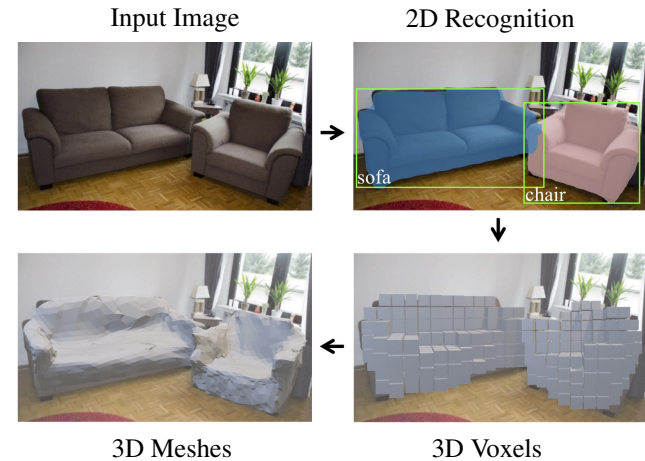 Input Image
2D Recognition
sofa
chair
3D Meshes
3D Voxels